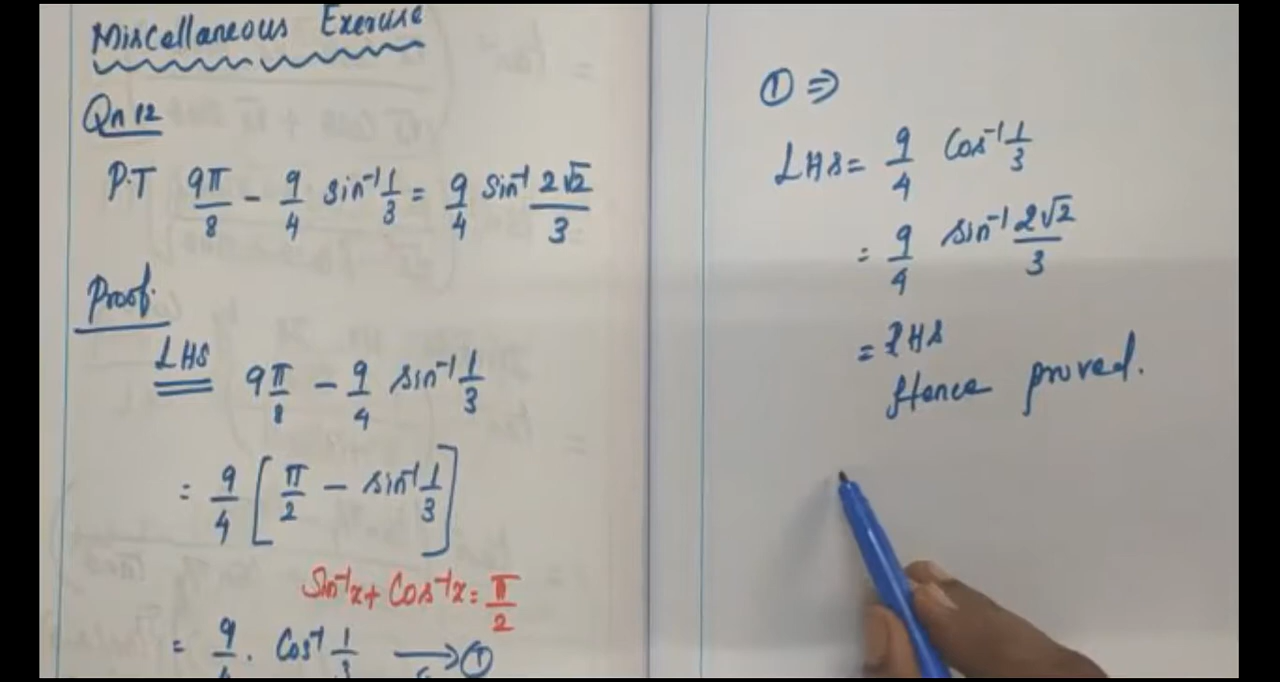 Miscellaneous Exercise
Qn 12
P.T 9π/8 - 9/4 sin⁻¹ 1/3 = 9/4 sin⁻¹ 2√2/3
Proof.
LHS
9π/8 - 9/4 sin⁻¹ 1/3
= 9/4 [π/2 - sin⁻¹ 1/3]
Sin⁻¹x + Cos⁻¹x = π/2
= 9/4 . Cos⁻¹ 1/3 → ①
① ⇒
LHS = 9/4 Cos⁻¹ 1/3
= 9/4 sin⁻¹ 2√2/3
= RHS
Hence proved.